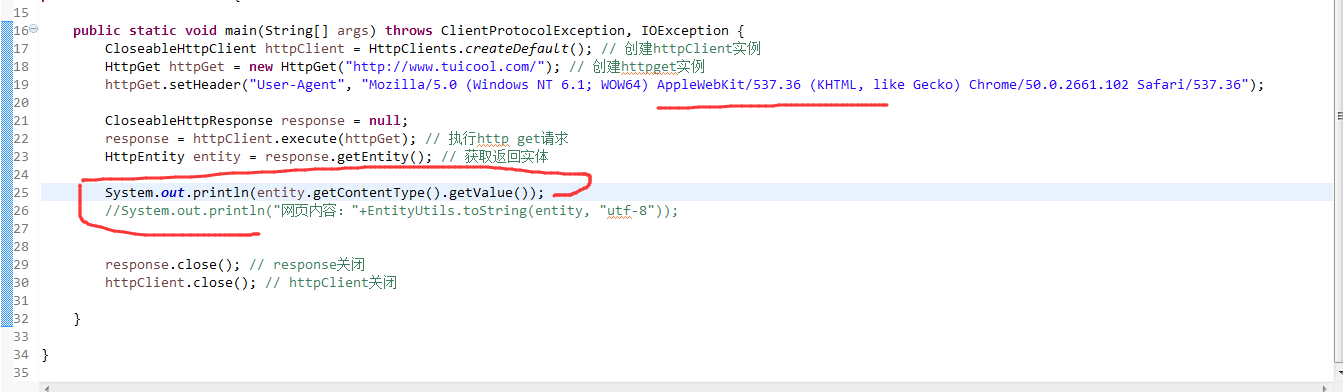 15
16 public static void main(String[] args) throws ClientProtocolException, IOException {
17 CloseableHttpClient httpClient = HttpClients.createDefault(); // 创建httpClient实例
18 HttpGet httpGet = new HttpGet("http://www.tuicool.com/"); // 创建httpget实例
19 httpGet.setHeader("User-Agent", "Mozilla/5.0 (Windows NT 6.1; WOW64) AppleWebKit/537.36 (KHTML, like Gecko) Chrome/50.0.2661.102 Safari/537.36");
20
21 CloseableHttpResponse response = null;
22 response = httpClient.execute(httpGet); // 执行http get请求
23 HttpEntity entity = response.getEntity(); // 获取返回实体
24
25 System.out.println(entity.getContentType().getValue());
26 //System.out.println("网页内容："+EntityUtils.toString(entity, "utf-8"));
27
28
29 response.close(); // response关闭
30 httpClient.close(); // httpClient关闭
31
32 }
33
34 }
35